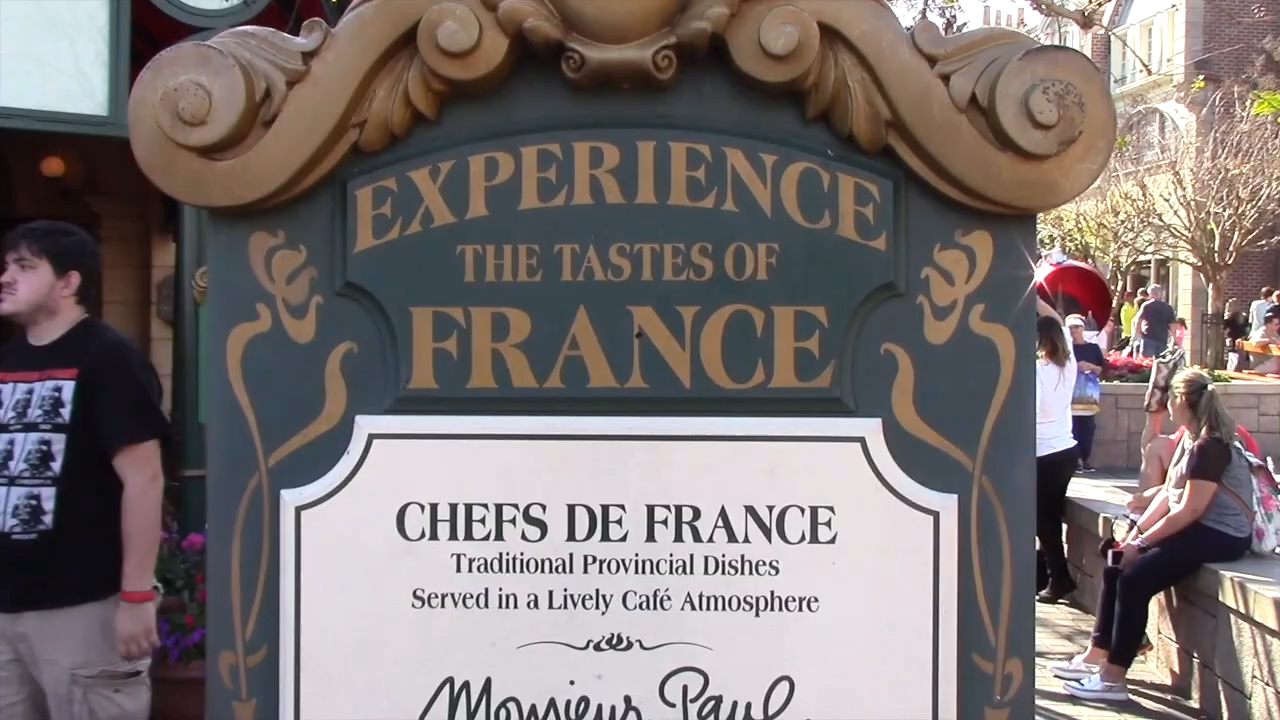 EXPERIENCE
THE TASTES OF
FRANCE
CHEFS DE FRANCE
Traditional Provincial Dishes
Served in a Lively Café Atmosphere
Monsieur Paul